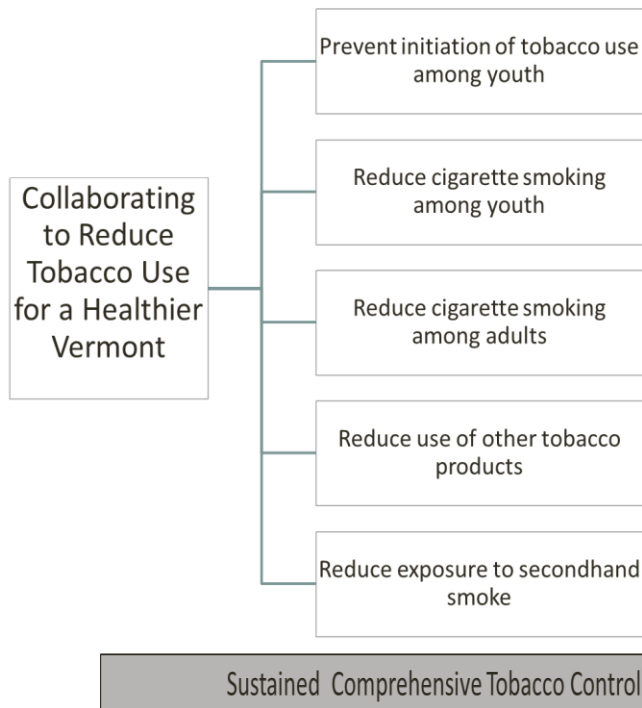 Prevent initiation of tobacco use
among youth
Reduce cigarette smoking
among youth
Collaborating
to Reduce
Tobacco Use
for a Healthier
Vermont
Reduce cigarette smoking
among adults
Reduce use of other tobacco
products
Reduce exposure to secondhand
smoke
Sustained Comprehensive Tobacco Control